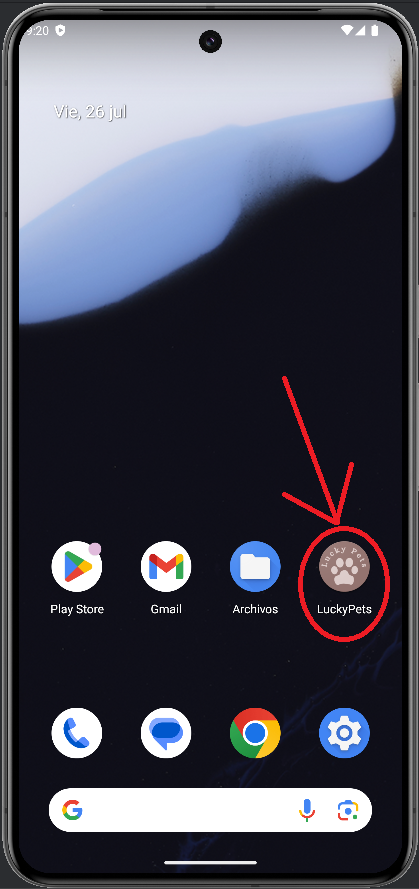 9:20
Vie, 26 jul
Lucky Pets
Play Store
Gmail
Archivos
LuckyPets